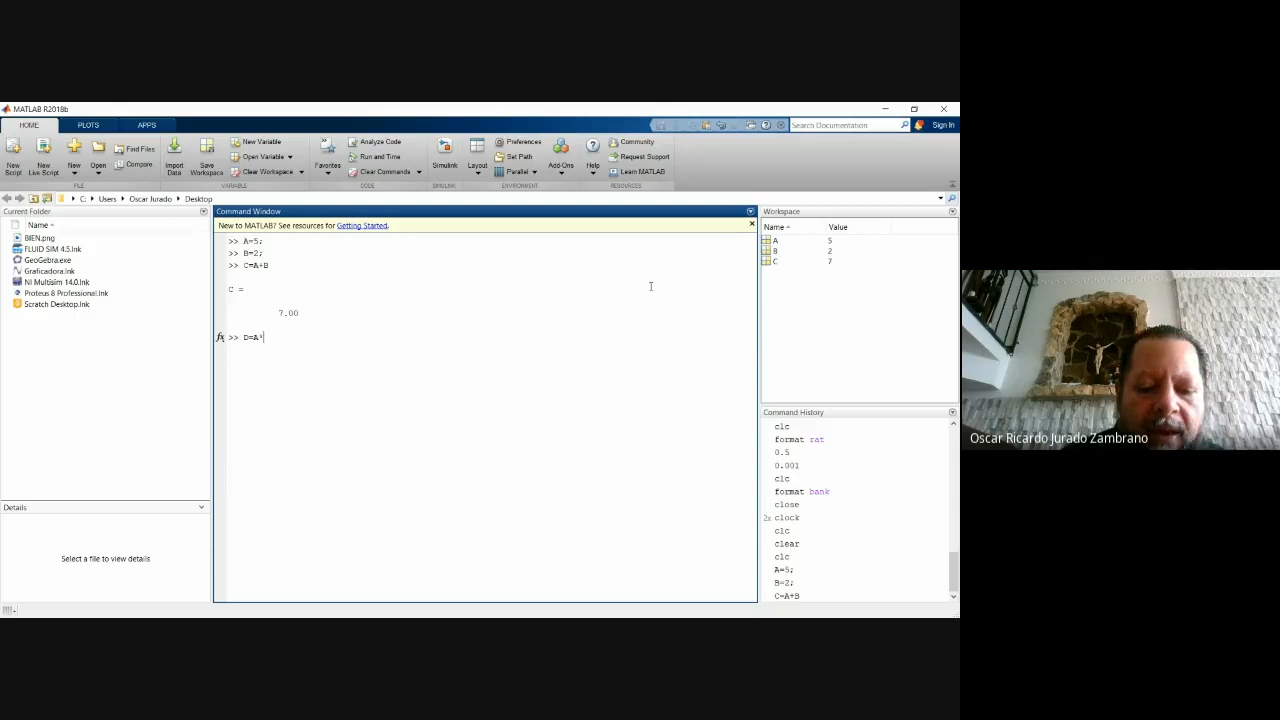 MATLAB R2018b
HOME PLOTS APPS
Search Documentation
Sign In
New Script
New Live Script
New
Open
Find Files
Compare
Import Data
Save Workspace
New Variable
Open Variable
Clear Workspace
Favorites
Analyze Code
Run and Time
Clear Commands
Simulink
Layout
Preferences
Set Path
Parallel
Add-Ons
Help
Community
Request Support
Learn MATLAB
FILE VARIABLE CODE SIMULINK ENVIRONMENT RESOURCES
C: Users Oscar Jurado Desktop
Current Folder
Name
BIEN.png
FLUID SIM 4.5.lnk
GeoGebra.exe
Graficadora.lnk
NI Multisim 14.0.lnk
Proteus 8 Professional.lnk
Scratch Desktop.lnk
Details
Select a file to view details
Command Window
New to MATLAB? See resources for Getting Started.
>> A=5;
>> B=2;
>> C=A+B
C =
7.00
fx >> D=A*
Workspace
Name Value
A 5
B 2
C 7
Command History
clc
format rat
0.5
0.001
clc
format bank
close
2x clock
clc
clear
clc
A=5;
B=2;
C=A+B
Oscar Ricardo Jurado Zambrano